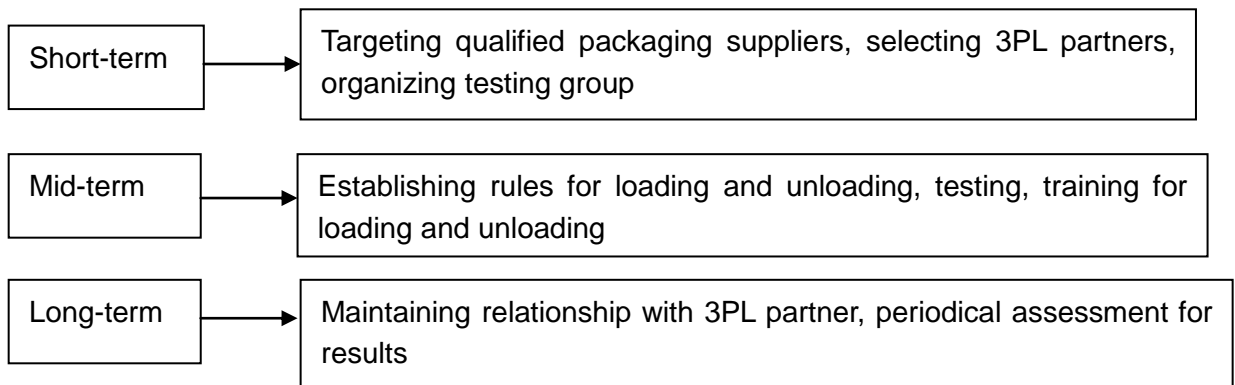 Short-term
Targeting qualified packaging suppliers, selecting 3PL partners,
organizing testing group
Mid-term
Establishing rules for loading and unloading, testing, training for
loading and unloading
Long-term
Maintaining relationship with 3PL partner, periodical assessment for
results